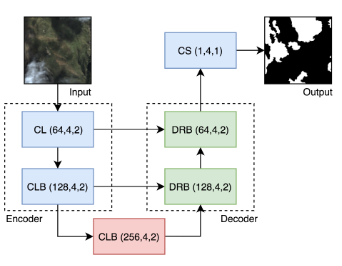 CS (1,4,1)
Input
Output
CL (64,4,2)
DRB (64,4,2)
CLB (128,4,2)
DRB (128,4,2)
Encoder
Decoder
CLB (256,4,2)